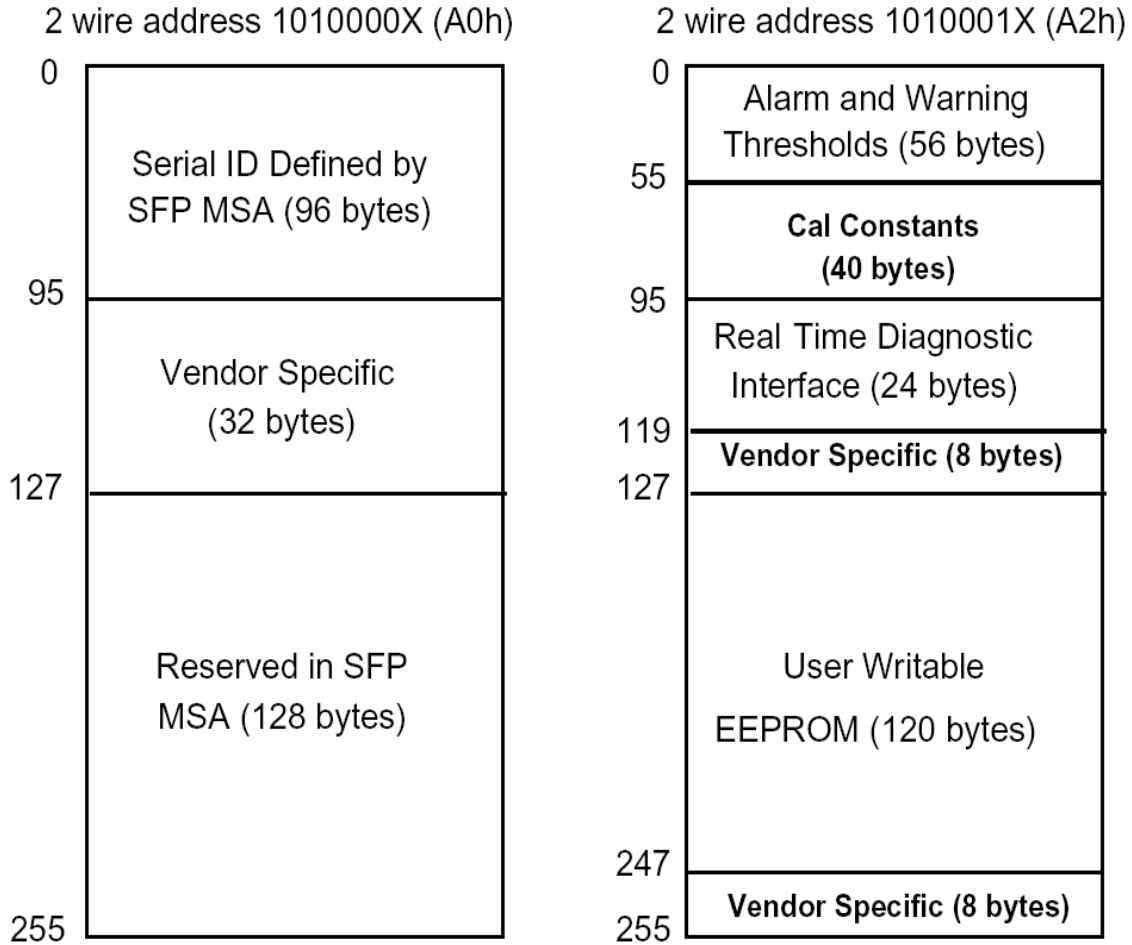 2 wire address 1010000X (A0h)
0
Serial ID Defined by
SFP MSA (96 bytes)
95
Vendor Specific
(32 bytes)
127
Reserved in SFP
MSA (128 bytes)
255
2 wire address 1010001X (A2h)
0
Alarm and Warning
Thresholds (56 bytes)
55
Cal Constants
(40 bytes)
95
Real Time Diagnostic
Interface (24 bytes)
119
Vendor Specific (8 bytes)
127
User Writable
EEPROM (120 bytes)
247
Vendor Specific (8 bytes)
255